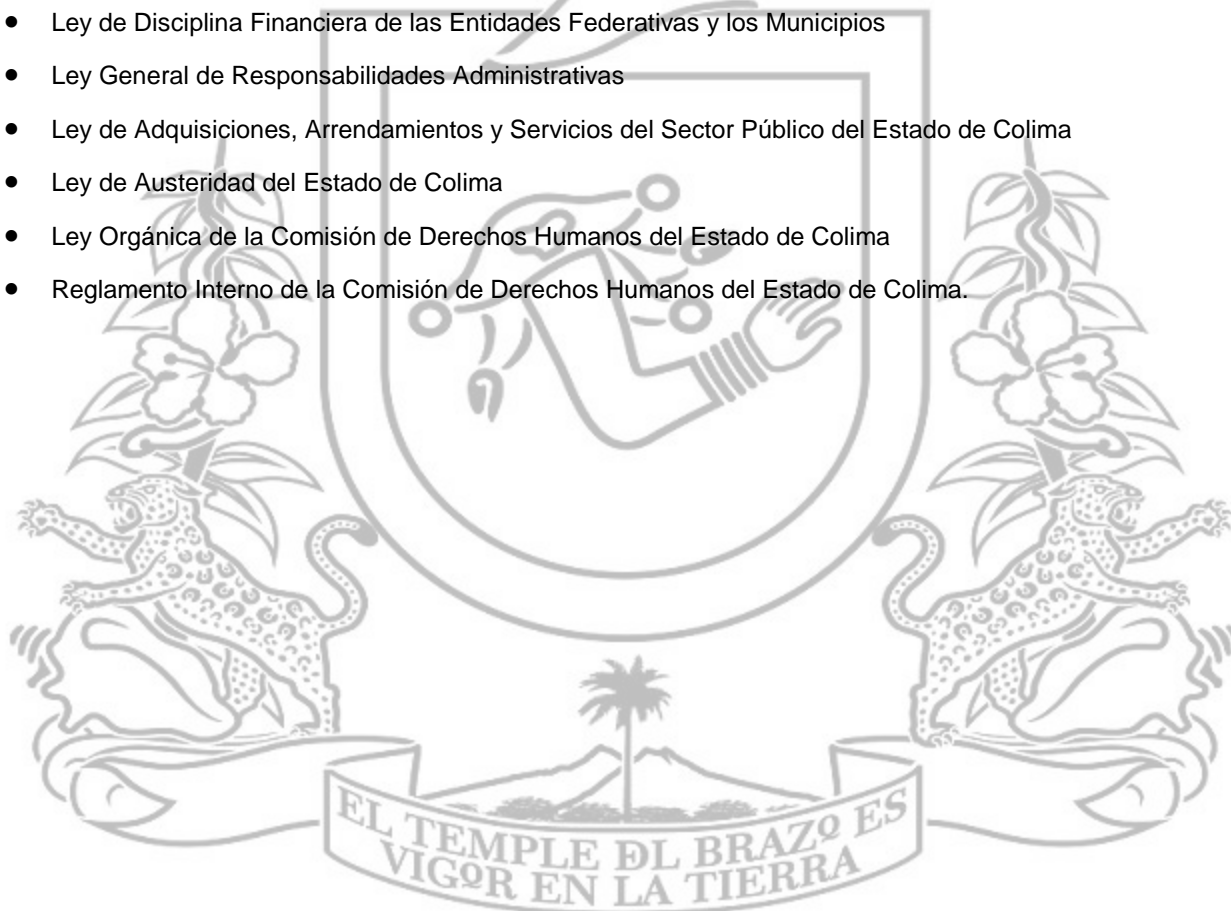 ● Ley de Disciplina Financiera de las Entidades Federativas y los Municipios
● Ley General de Responsabilidades Administrativas
● Ley de Adquisiciones, Arrendamientos y Servicios del Sector Público del Estado de Colima
● Ley de Austeridad del Estado de Colima
● Ley Orgánica de la Comisión de Derechos Humanos del Estado de Colima
● Reglamento Interno de la Comisión de Derechos Humanos del Estado de Colima.
EL TEMPLE DL BRAZO ES
VIGOR EN LA TIERRA